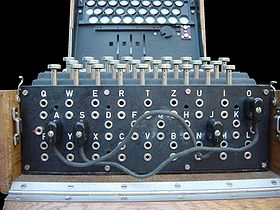 Q W E R T Z U I O
A S D F G H J K
X C V B N M L